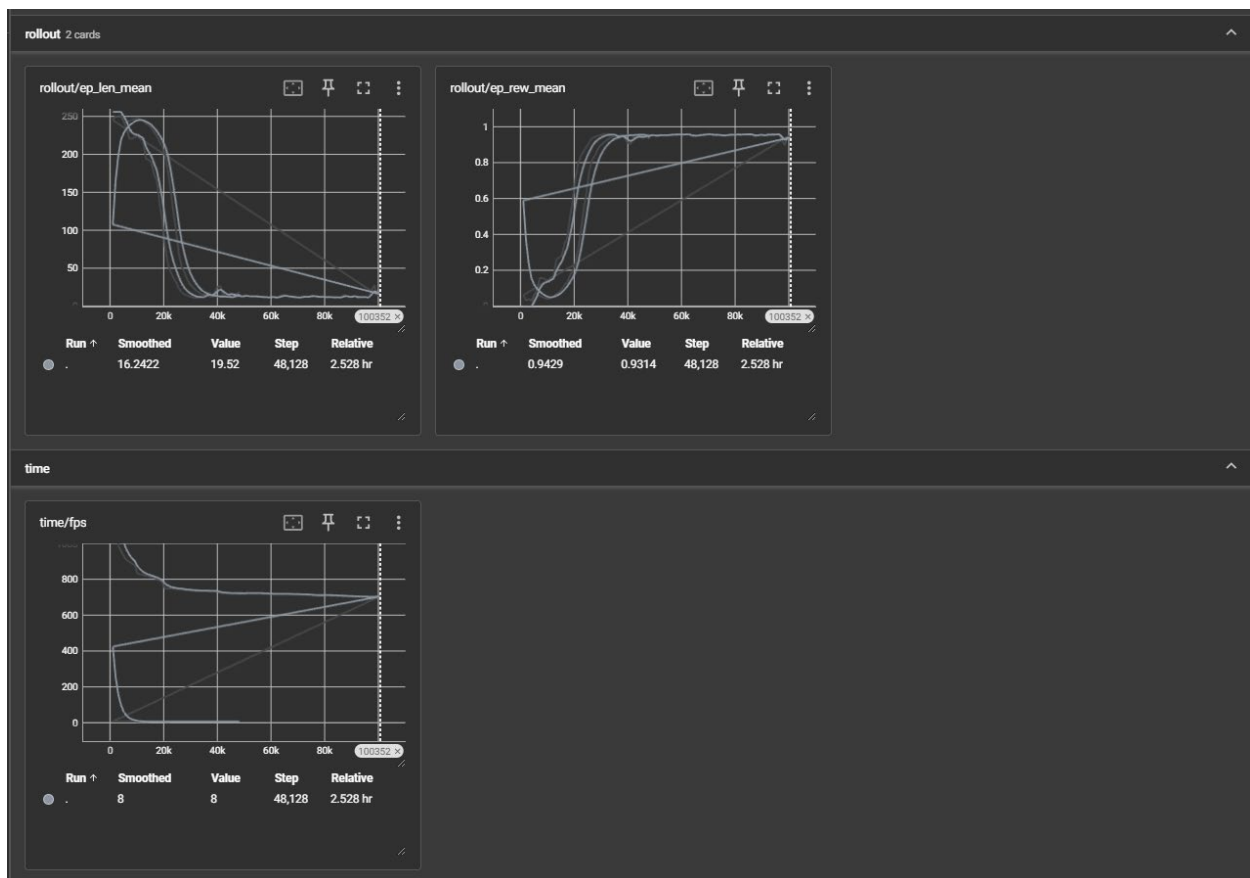 rollout 2 cards
rollout/ep_len_mean
250
200
150
100
50
0 20k 40k 60k 80k 100352 ×
Run ↑ Smoothed Value Step Relative
. 16.2422 19.52 48,128 2.528 hr
rollout/ep_rew_mean
1
0.8
0.6
0.4
0.2
0 20k 40k 60k 80k 100352 ×
Run ↑ Smoothed Value Step Relative
. 0.9429 0.9314 48,128 2.528 hr
time
time/fps
800
600
400
200
0
0 20k 40k 60k 80k 100352 ×
Run ↑ Smoothed Value Step Relative
. 8 8 48,128 2.528 hr